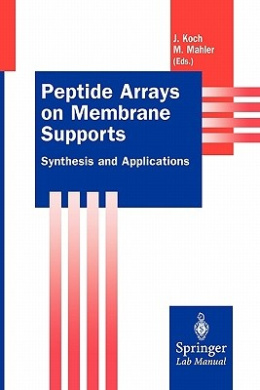 J. Koch
M. Mahler
(Eds.)
Peptide Arrays
on Membrane
Supports
Synthesis and Applications
Springer
Lab Manual